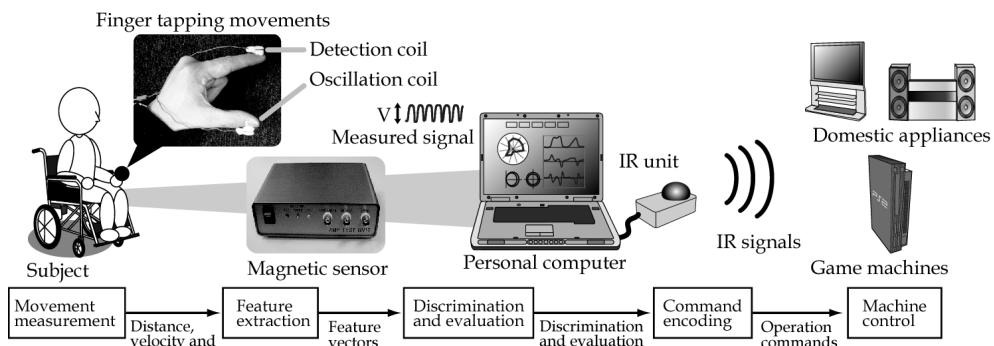 Finger tapping movements
Detection coil
Oscillation coil
V
Measured signal
IR unit
Domestic appliances
PS2
IR signals
Subject
Magnetic sensor
Personal computer
Game machines
Movement
measurement
Distance,
velocity and
Feature
extraction
Feature
vectors
Discrimination
and evaluation
Discrimination
and evaluation
Command
encoding
Operation
commands
Machine
control